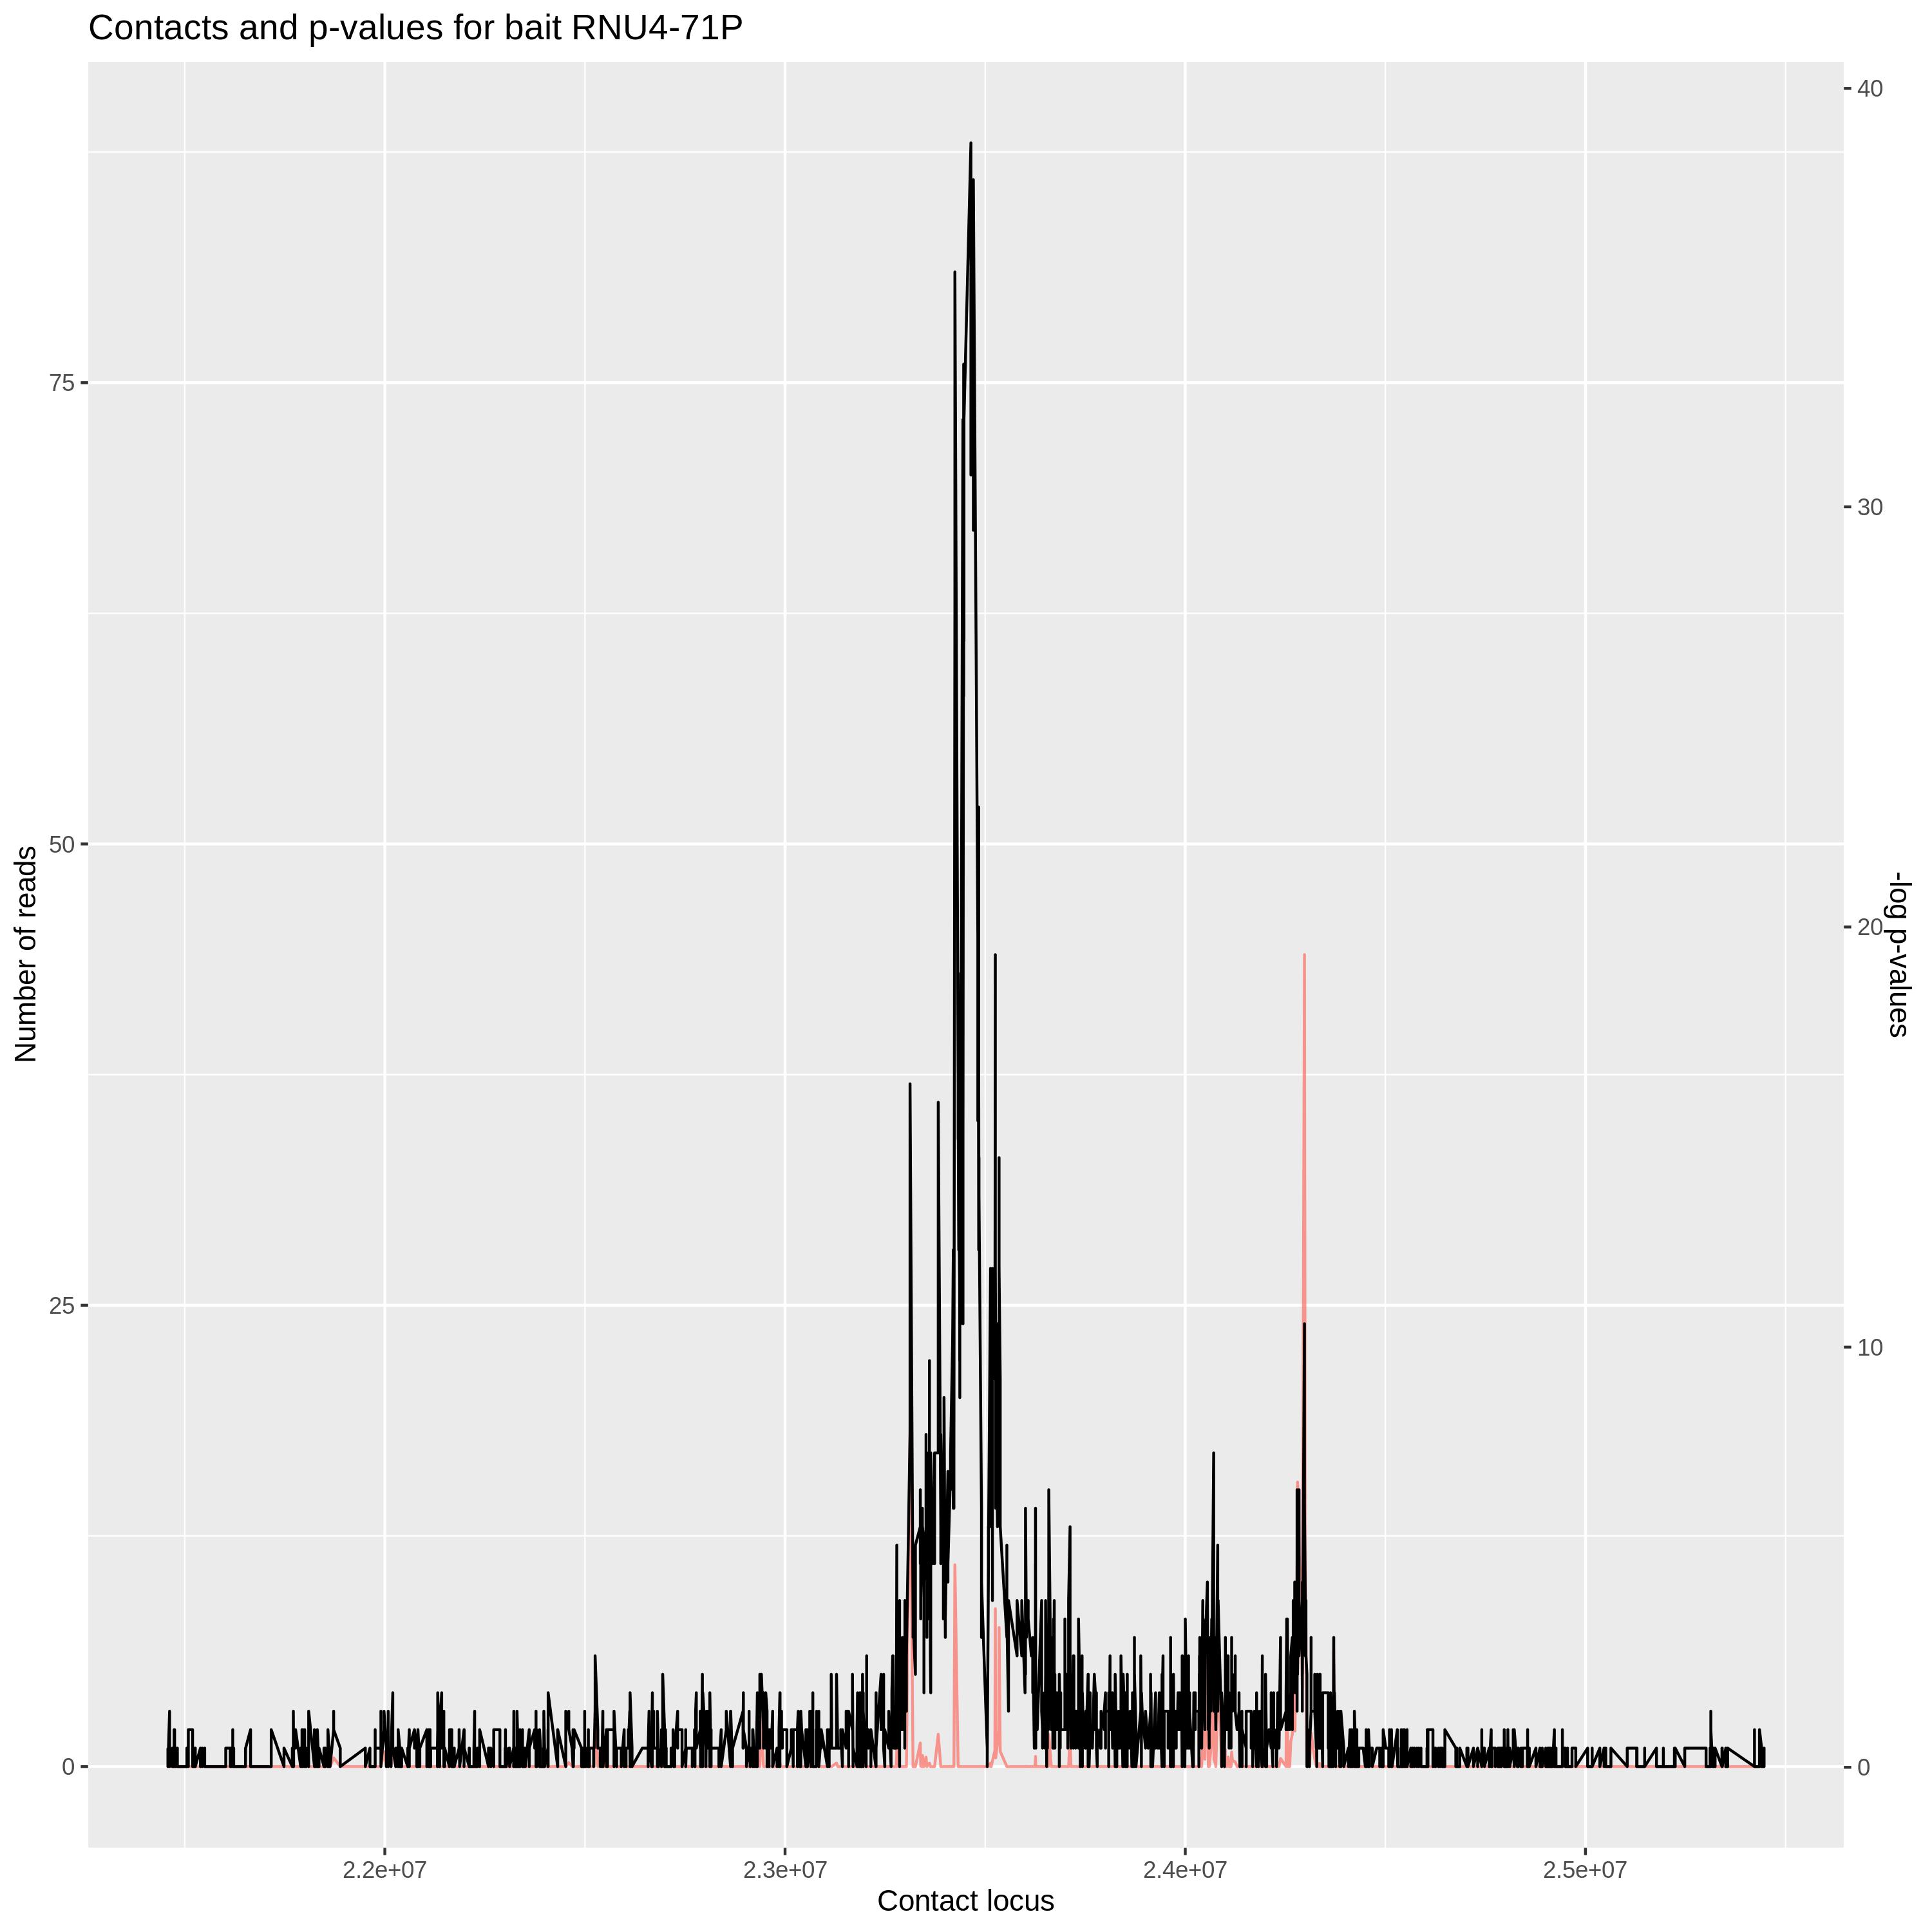 Contacts and p-values for bait RNU4-71P
Number of reads
75
50
25
0
40
30
20
10
0
-log p-values
2.2e+07
2.3e+07
2.4e+07
2.5e+07
Contact locus